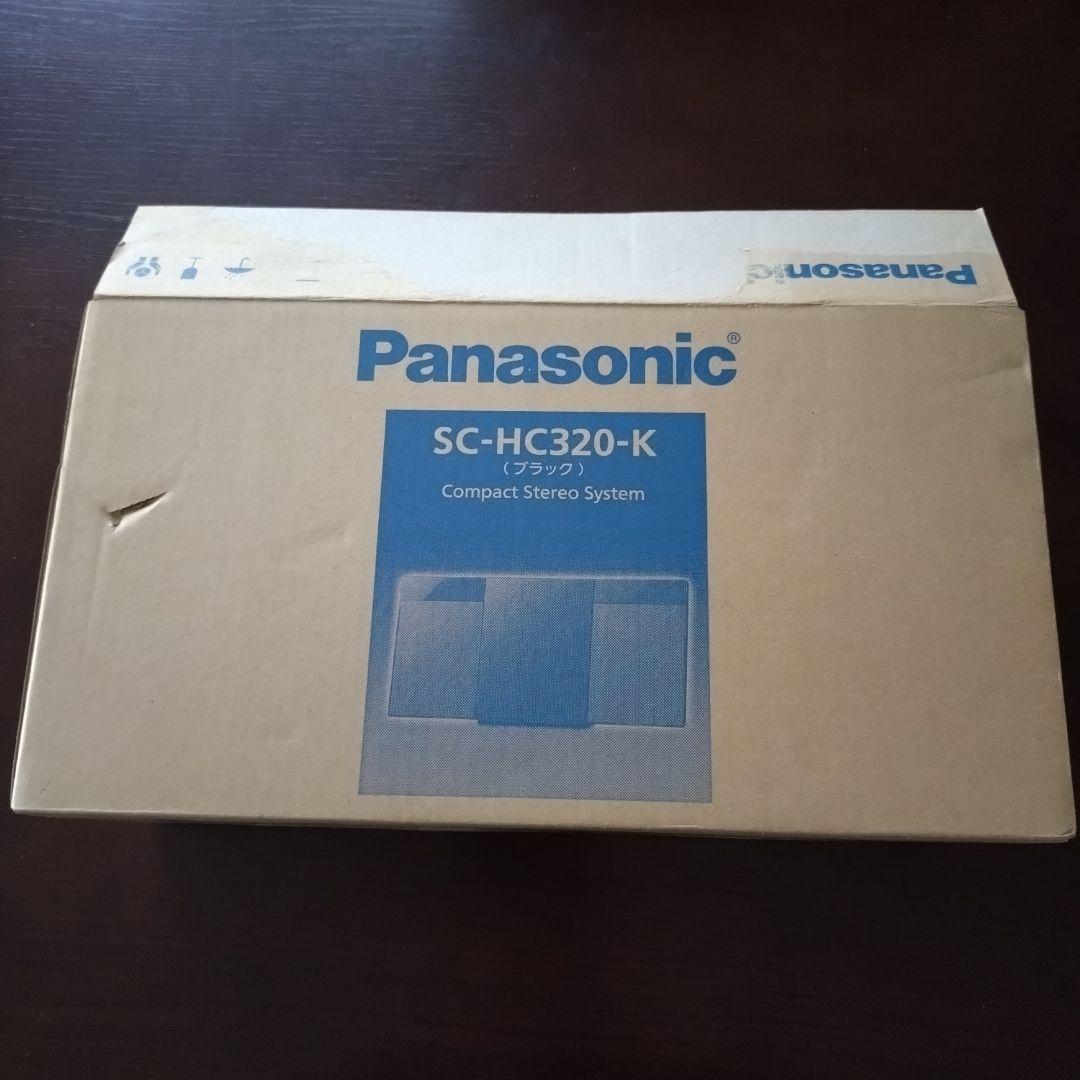 Panasonic
Panasonic®
SC-HC320-K
(ブラック)
Compact Stereo System